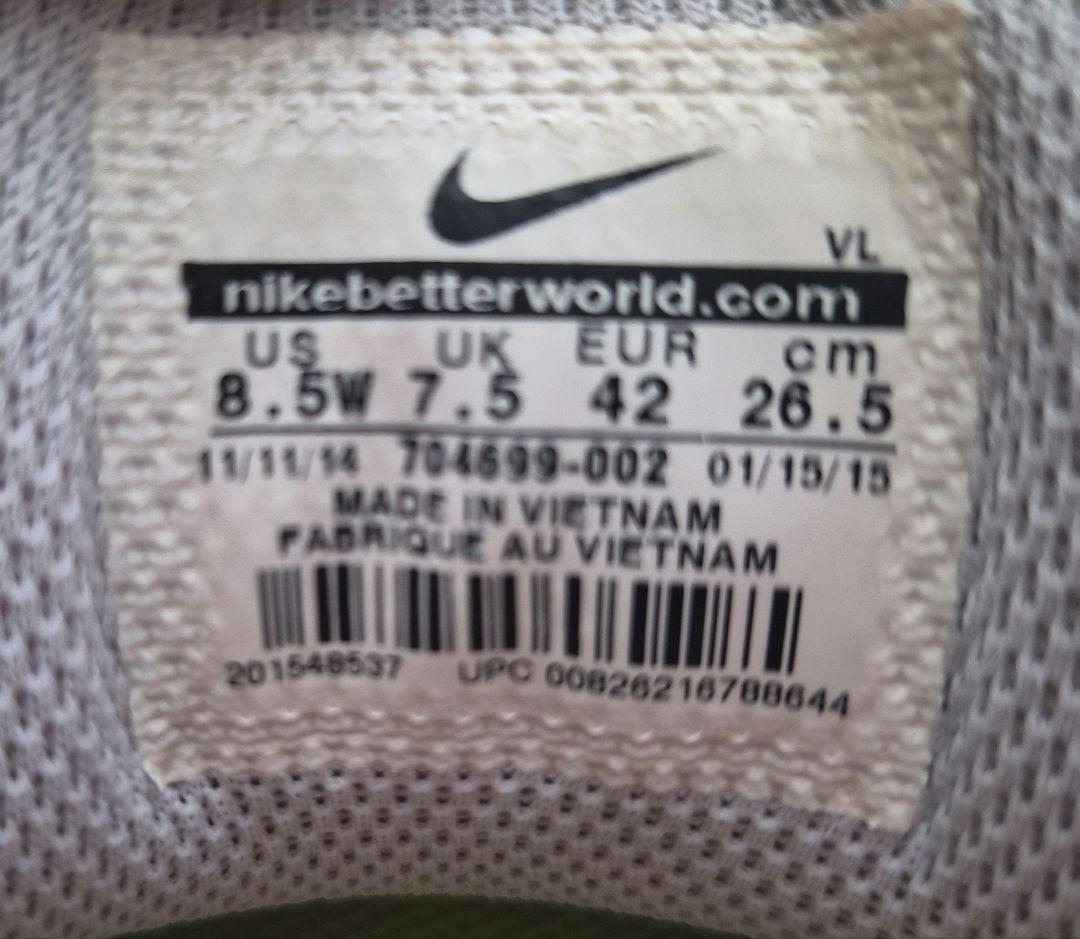 VL
nikebetterworld.com
US UK EUR cm
8.5W 7.5 42 26.5
11/11/14 704699-002 01/15/15
MADE IN VIETNAM
FABRIQUE AU VIETNAM
201548537 UPC 00826216788644